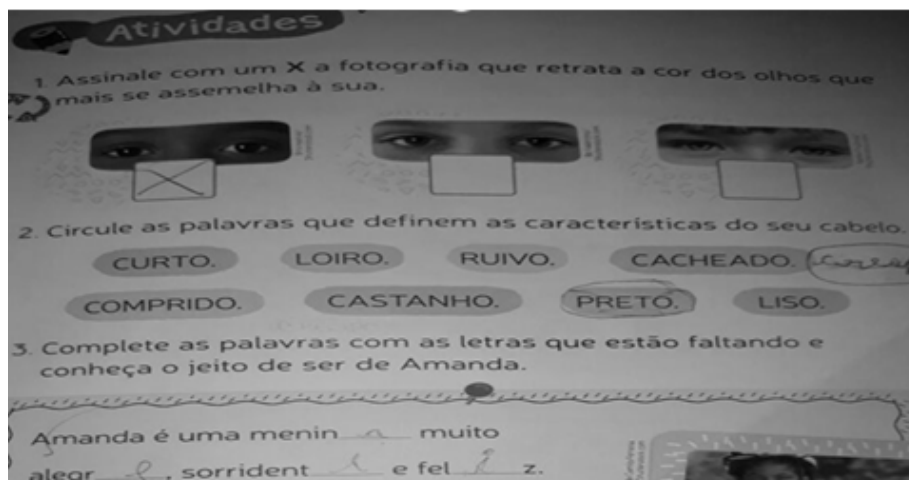 Atividades
1. Assinale com um X a fotografia que retrata a cor dos olhos que
mais se assemelha à sua.
2. Circule as palavras que definem as características do seu cabelo.
CURTO. LOIRO. RUIVO. CACHEADO.
COMPRIDO. CASTANHO. PRETO. LISO.
3. Complete as palavras com as letras que estão faltando e
conheça o jeito de ser de Amanda.
Amanda é uma menin a muito
alegr e, sorrident e fel i z.